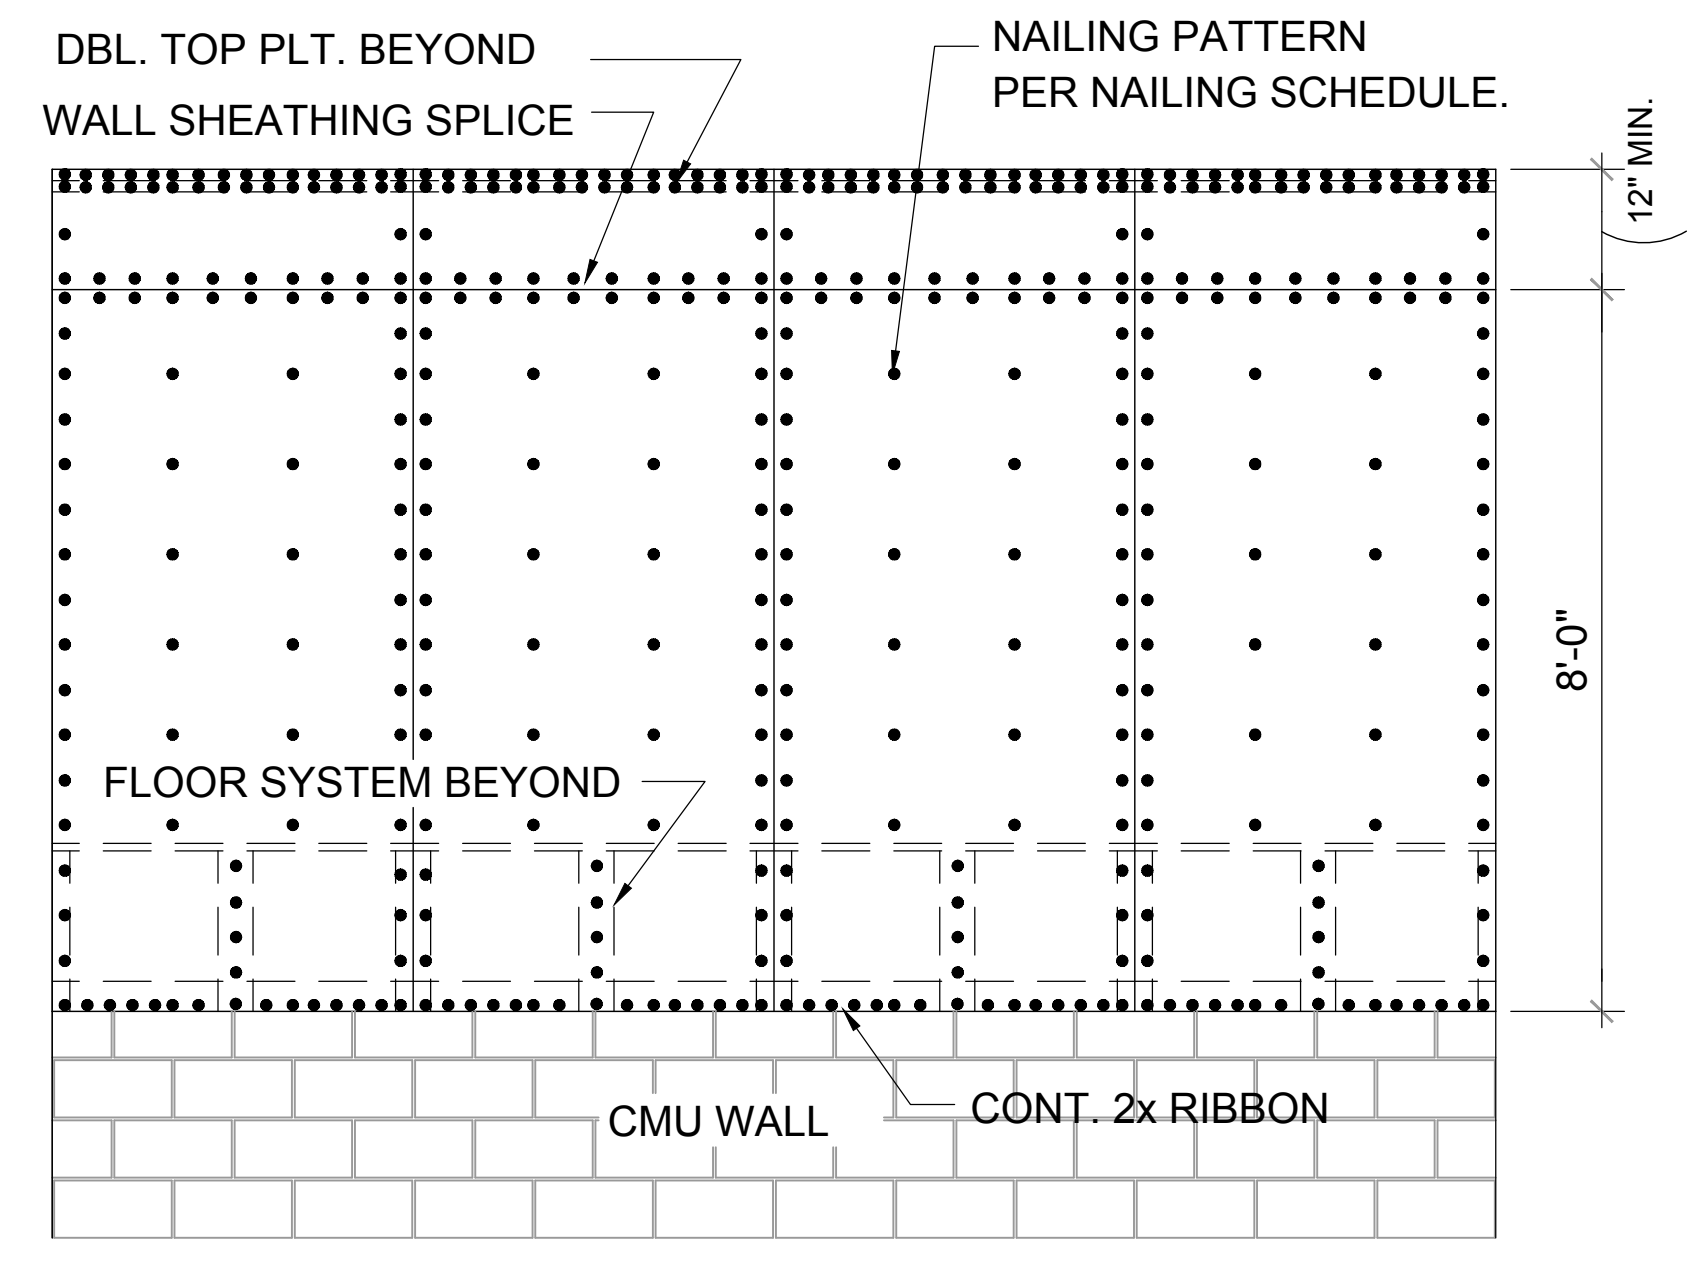 DBL. TOP PLT. BEYOND
WALL SHEATHING SPLICE
NAILING PATTERN
PER NAILING SCHEDULE.
12" MIN.
8'-0"
FLOOR SYSTEM BEYOND
CONT. 2x RIBBON
CMU WALL